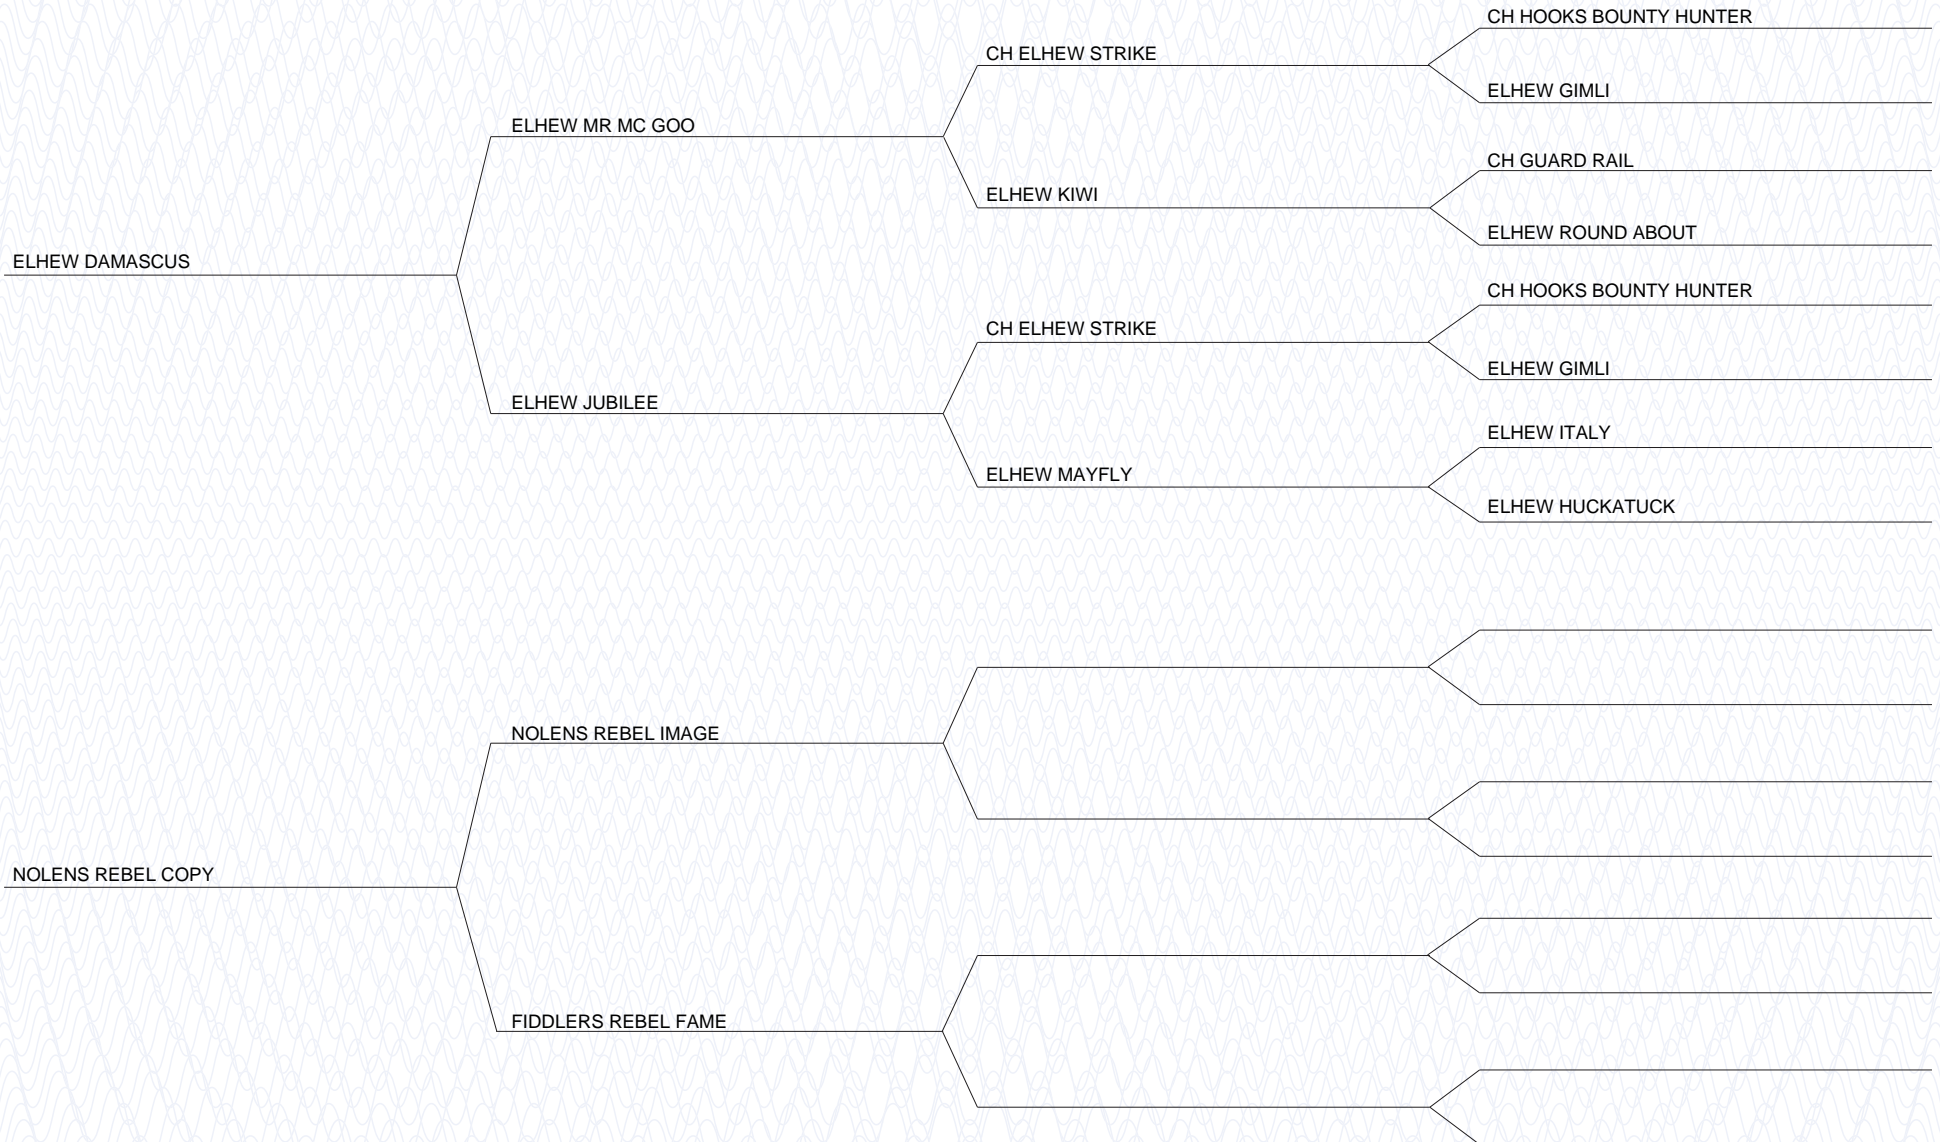 CH HOOKS BOUNTY HUNTER
CH ELHEW STRIKE
ELHEW GIMLI
ELHEW MR MC GOO
CH GUARD RAIL
ELHEW KIWI
ELHEW ROUND ABOUT
ELHEW DAMASCUS
CH HOOKS BOUNTY HUNTER
CH ELHEW STRIKE
ELHEW GIMLI
ELHEW JUBILEE
ELHEW ITALY
ELHEW MAYFLY
ELHEW HUCKATUCK
NOLENS REBEL IMAGE
NOLENS REBEL COPY
FIDDLERS REBEL FAME